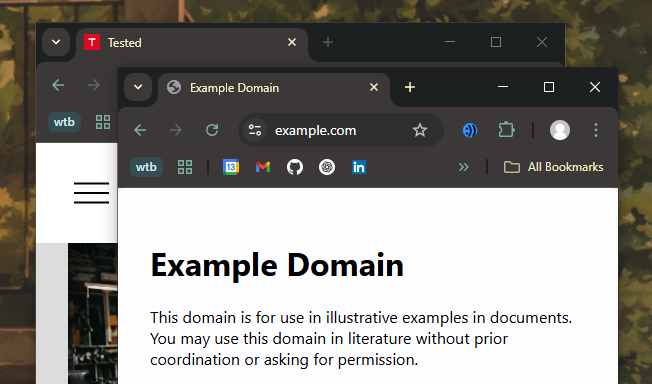 T Tested
wtb
Example Domain
example.com
wtb
13
in
All Bookmarks
Example Domain
This domain is for use in illustrative examples in documents.
You may use this domain in literature without prior
coordination or asking for permission.